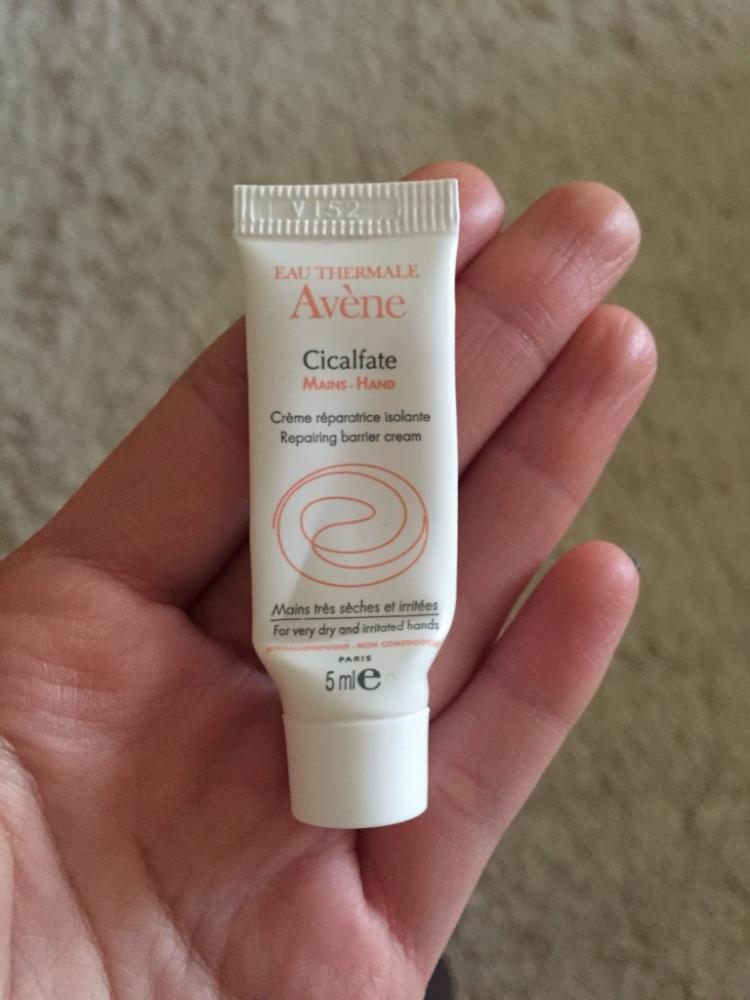 V152
EAU THERMALE
Avène
Cicalfate
MAINS - HAND
Crème réparatrice isolante
Repairing barrier cream
Mains très sèches et irritées
For very dry and irritated hands
PARIS
5 ml e